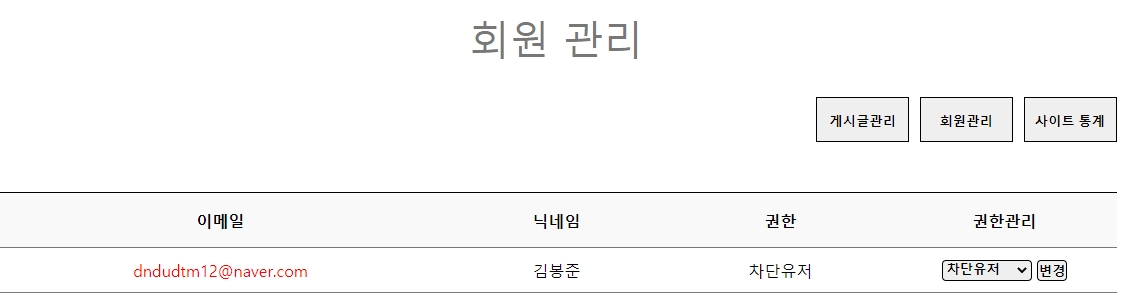 회원 관리
게시글관리 회원관리 사이트 통계
이메일 닉네임 권한 권한관리
dndudtm12@naver.com 김봉준 차단유저 차단유저 변경